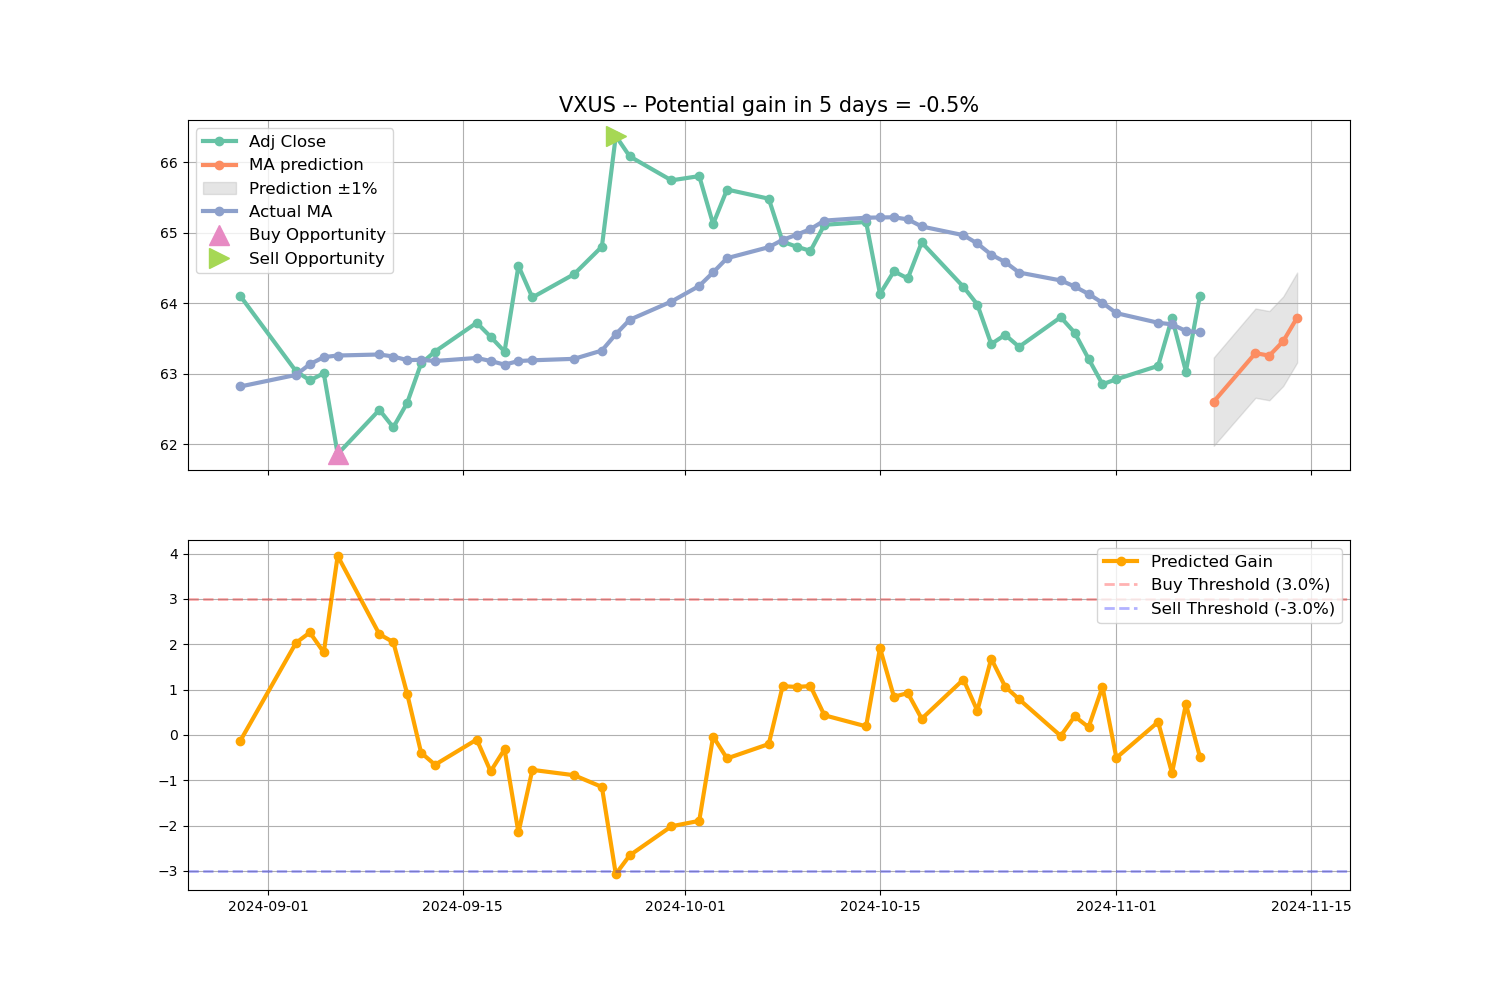 VXUS -- Potential gain in 5 days = -0.5%
Adj Close
MA prediction
Prediction ±1%
Actual MA
Buy Opportunity
Sell Opportunity
66
65
64
63
62
Predicted Gain
Buy Threshold (3.0%)
Sell Threshold (-3.0%)
4
3
2
1
0
−1
−2
−3
2024-09-01 2024-09-15 2024-10-01 2024-10-15 2024-11-01 2024-11-15